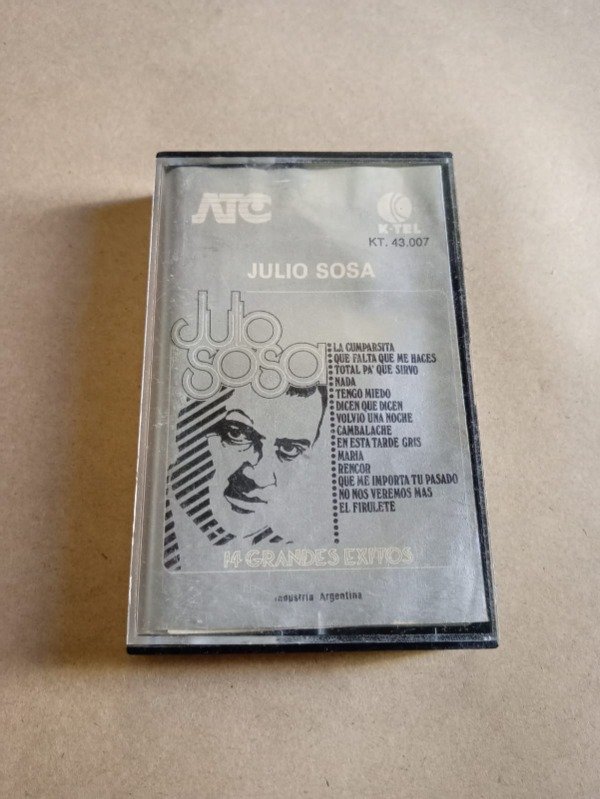 ATC
K-TEL
KT. 43.007
JULIO SOSA
Julio
Sosa
LA CUMPARSITA
QUE FALTA QUE ME HACES
TOTAL PA' QUE SIRVO
NADA
TENGO MIEDO
DICEN QUE DICEN
VOLVIO UNA NOCHE
CAMBALACHE
EN ESTA TARDE GRIS
MARIA
RENCOR
QUE ME IMPORTA TU PASADO
NO NOS VEREMOS MAS
EL FIRULETE
14 GRANDES EXITOS
Industria Argentina